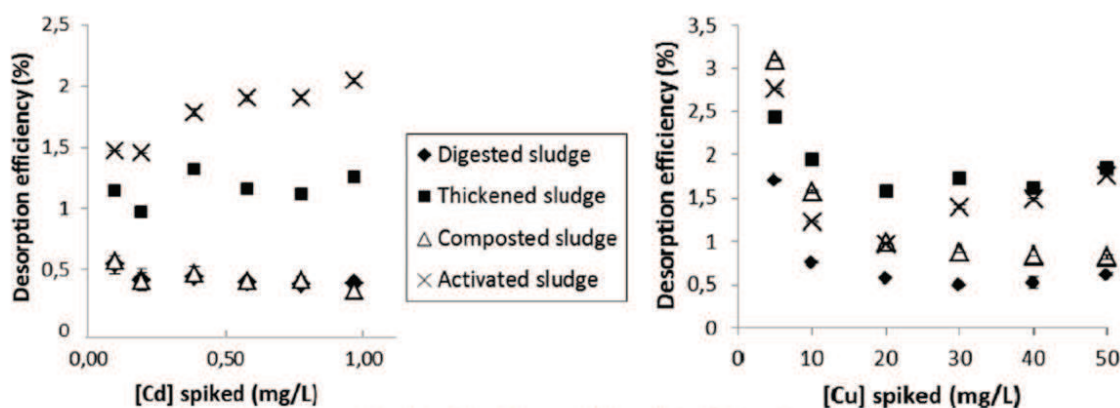 Desorption efficiency (%)
2,5
2
1,5
1
0,5
0
0,00
0,50
1,00
[Cd] spiked (mg/L)
Digested sludge
Thickened sludge
Composted sludge
Activated sludge
Desorption efficiency (%)
3,5
3
2,5
2
1,5
1
0,5
0
0
10
20
30
40
50
[Cu] spiked (mg/L)